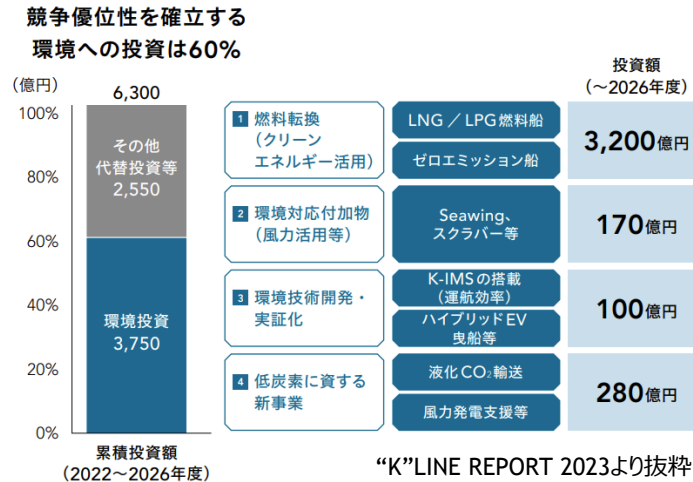 競争優位性を確立する
環境への投資は60%
(億円)
6,300
100%
80%
60%
40%
20%
0%
その他
代替投資等
2,550
環境投資
3,750
累積投資額
(2022〜2026年度)
投資額
(〜2026年度)
1 燃料転換
(クリーン
エネルギー活用)
LNG/LPG燃料船
ゼロエミッション船
3,200億円
2 環境対応付加物
(風力活用等)
Seawing、
スクラバー等
170億円
3 環境技術開発・
実証化
K-IMSの搭載
(運航効率)
ハイブリッドEV
曳船等
100億円
4 低炭素に資する
新事業
液化CO₂輸送
風力発電支援等
280億円
“K”LINE REPORT 2023より抜粋